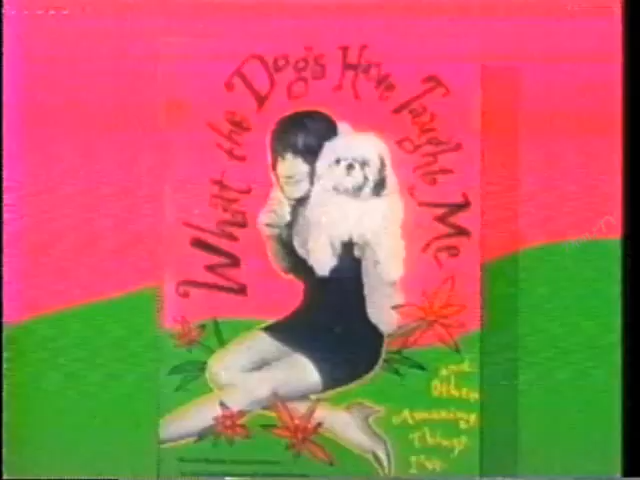 What the Dogs Have Taught Me
and
Other
Amazing
Things
I've